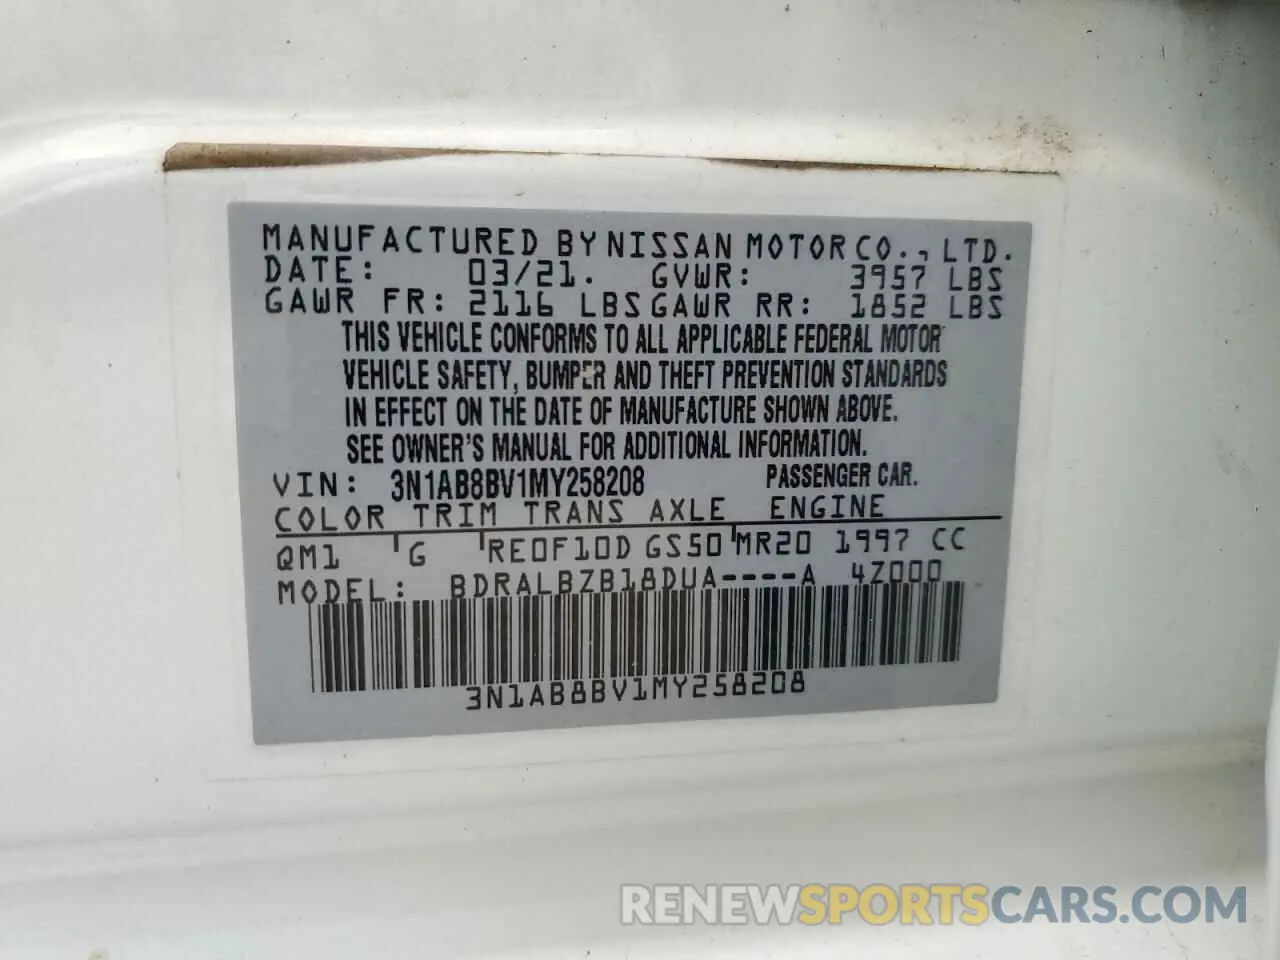 MANUFACTURED BY NISSAN MOTOR CO., LTD.
DATE: 03/21. GVWR: 3957 LBS
GAWR FR: 2116 LBS GAWR RR: 1852 LBS
THIS VEHICLE CONFORMS TO ALL APPLICABLE FEDERAL MOTOR
VEHICLE SAFETY, BUMPER AND THEFT PREVENTION STANDARDS
IN EFFECT ON THE DATE OF MANUFACTURE SHOWN ABOVE.
SEE OWNER'S MANUAL FOR ADDITIONAL INFORMATION.
VIN: 3N1AB8BV1MY258208 PASSENGER CAR.
COLOR TRIM TRANS AXLE ENGINE
QM1 G RE0F10D GS50 MR20 1997 CC
MODEL: BDRALBZB18DUA----A 4Z000
3N1AB8BV1MY258208
RENEWSPORTSCARS.COM